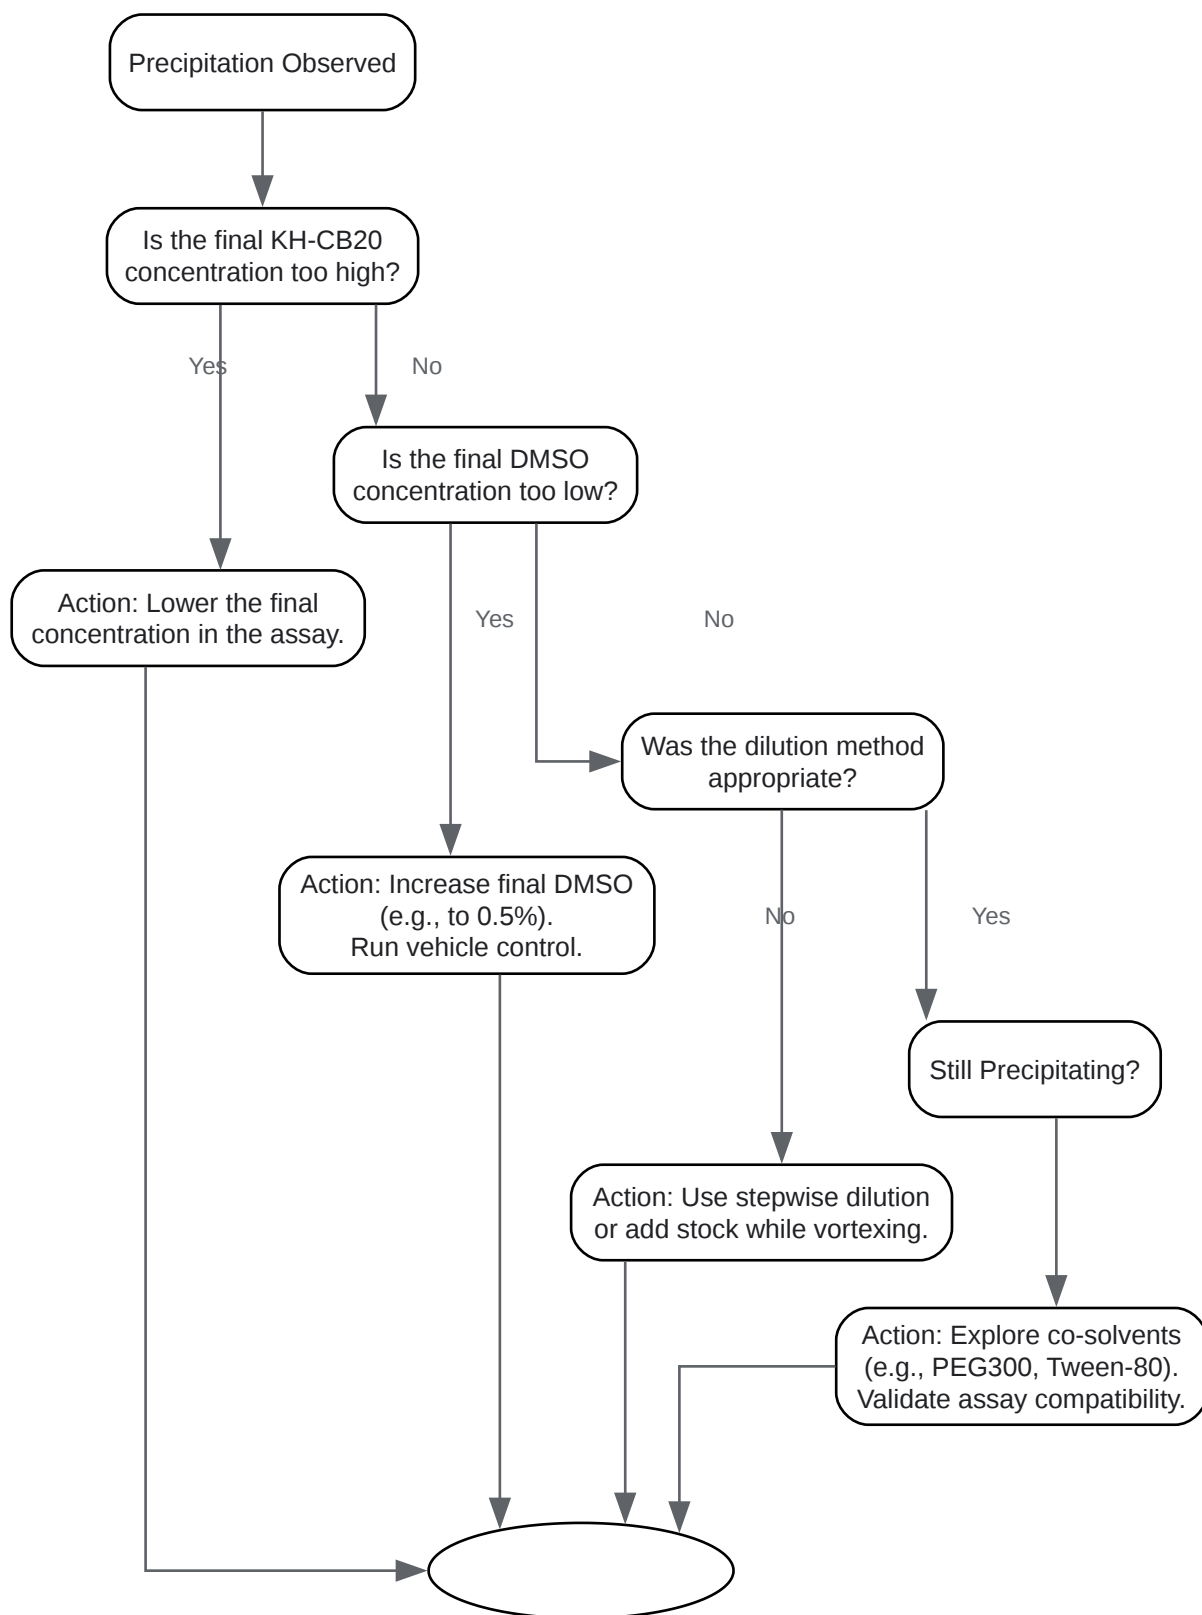 Precipitation Observed
Is the final KH-CB20
concentration too high?
Yes
No
Is the final DMSO
concentration too low?
Action: Lower the final
concentration in the assay.
Yes
No
Was the dilution method
appropriate?
Action: Increase final DMSO
(e.g., to 0.5%).
Run vehicle control.
No
Yes
Still Precipitating?
Action: Use stepwise dilution
or add stock while vortexing.
Action: Explore co-solvents
(e.g., PEG300, Tween-80).
Validate assay compatibility.